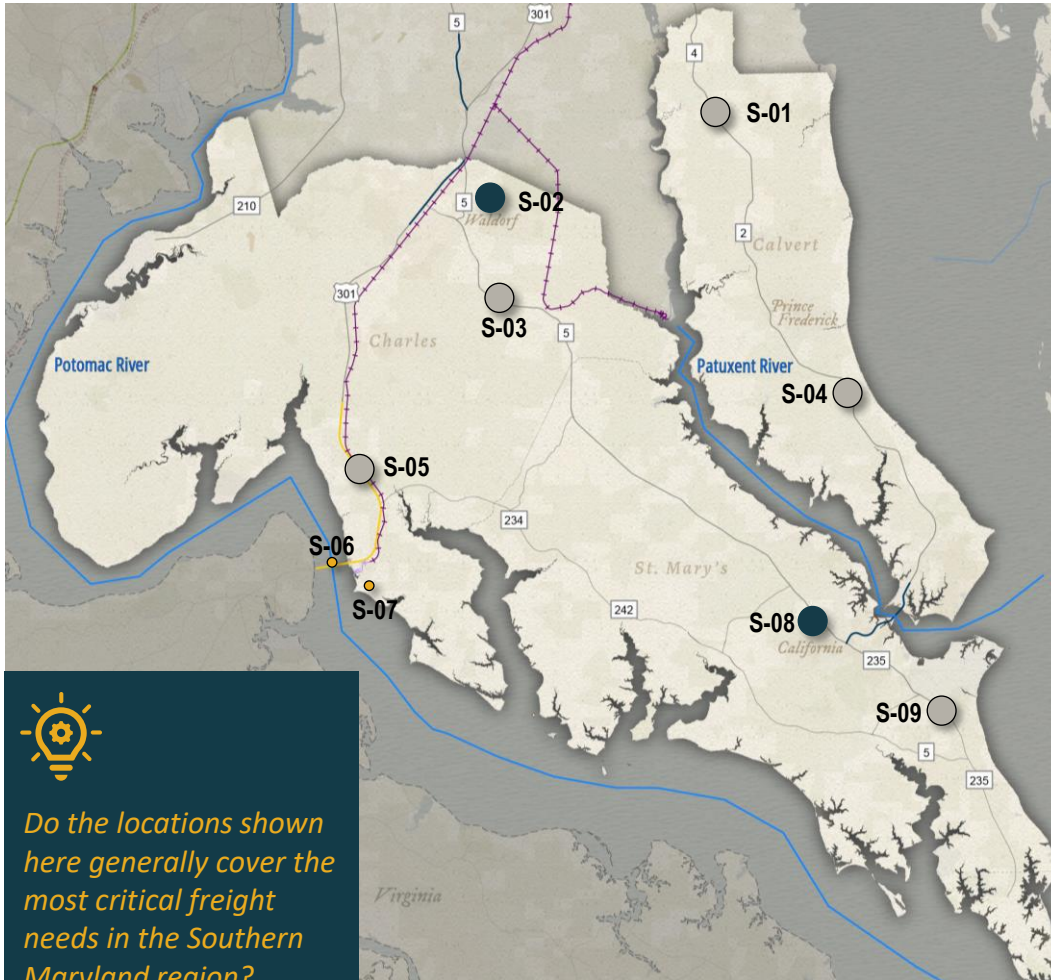 5
301
4
S-01
5
S-02
Waldorf
210
2
Calvert
301
S-03
Prince
Frederick
5
Charles
Potomac River
Patuxent River
S-04
S-05
234
S-06
St. Mary's
S-07
242
S-08
California
235
S-09
5
235
Do the locations shown
here generally cover the
most critical freight
needs in the Southern
Maryland region?
Virginia